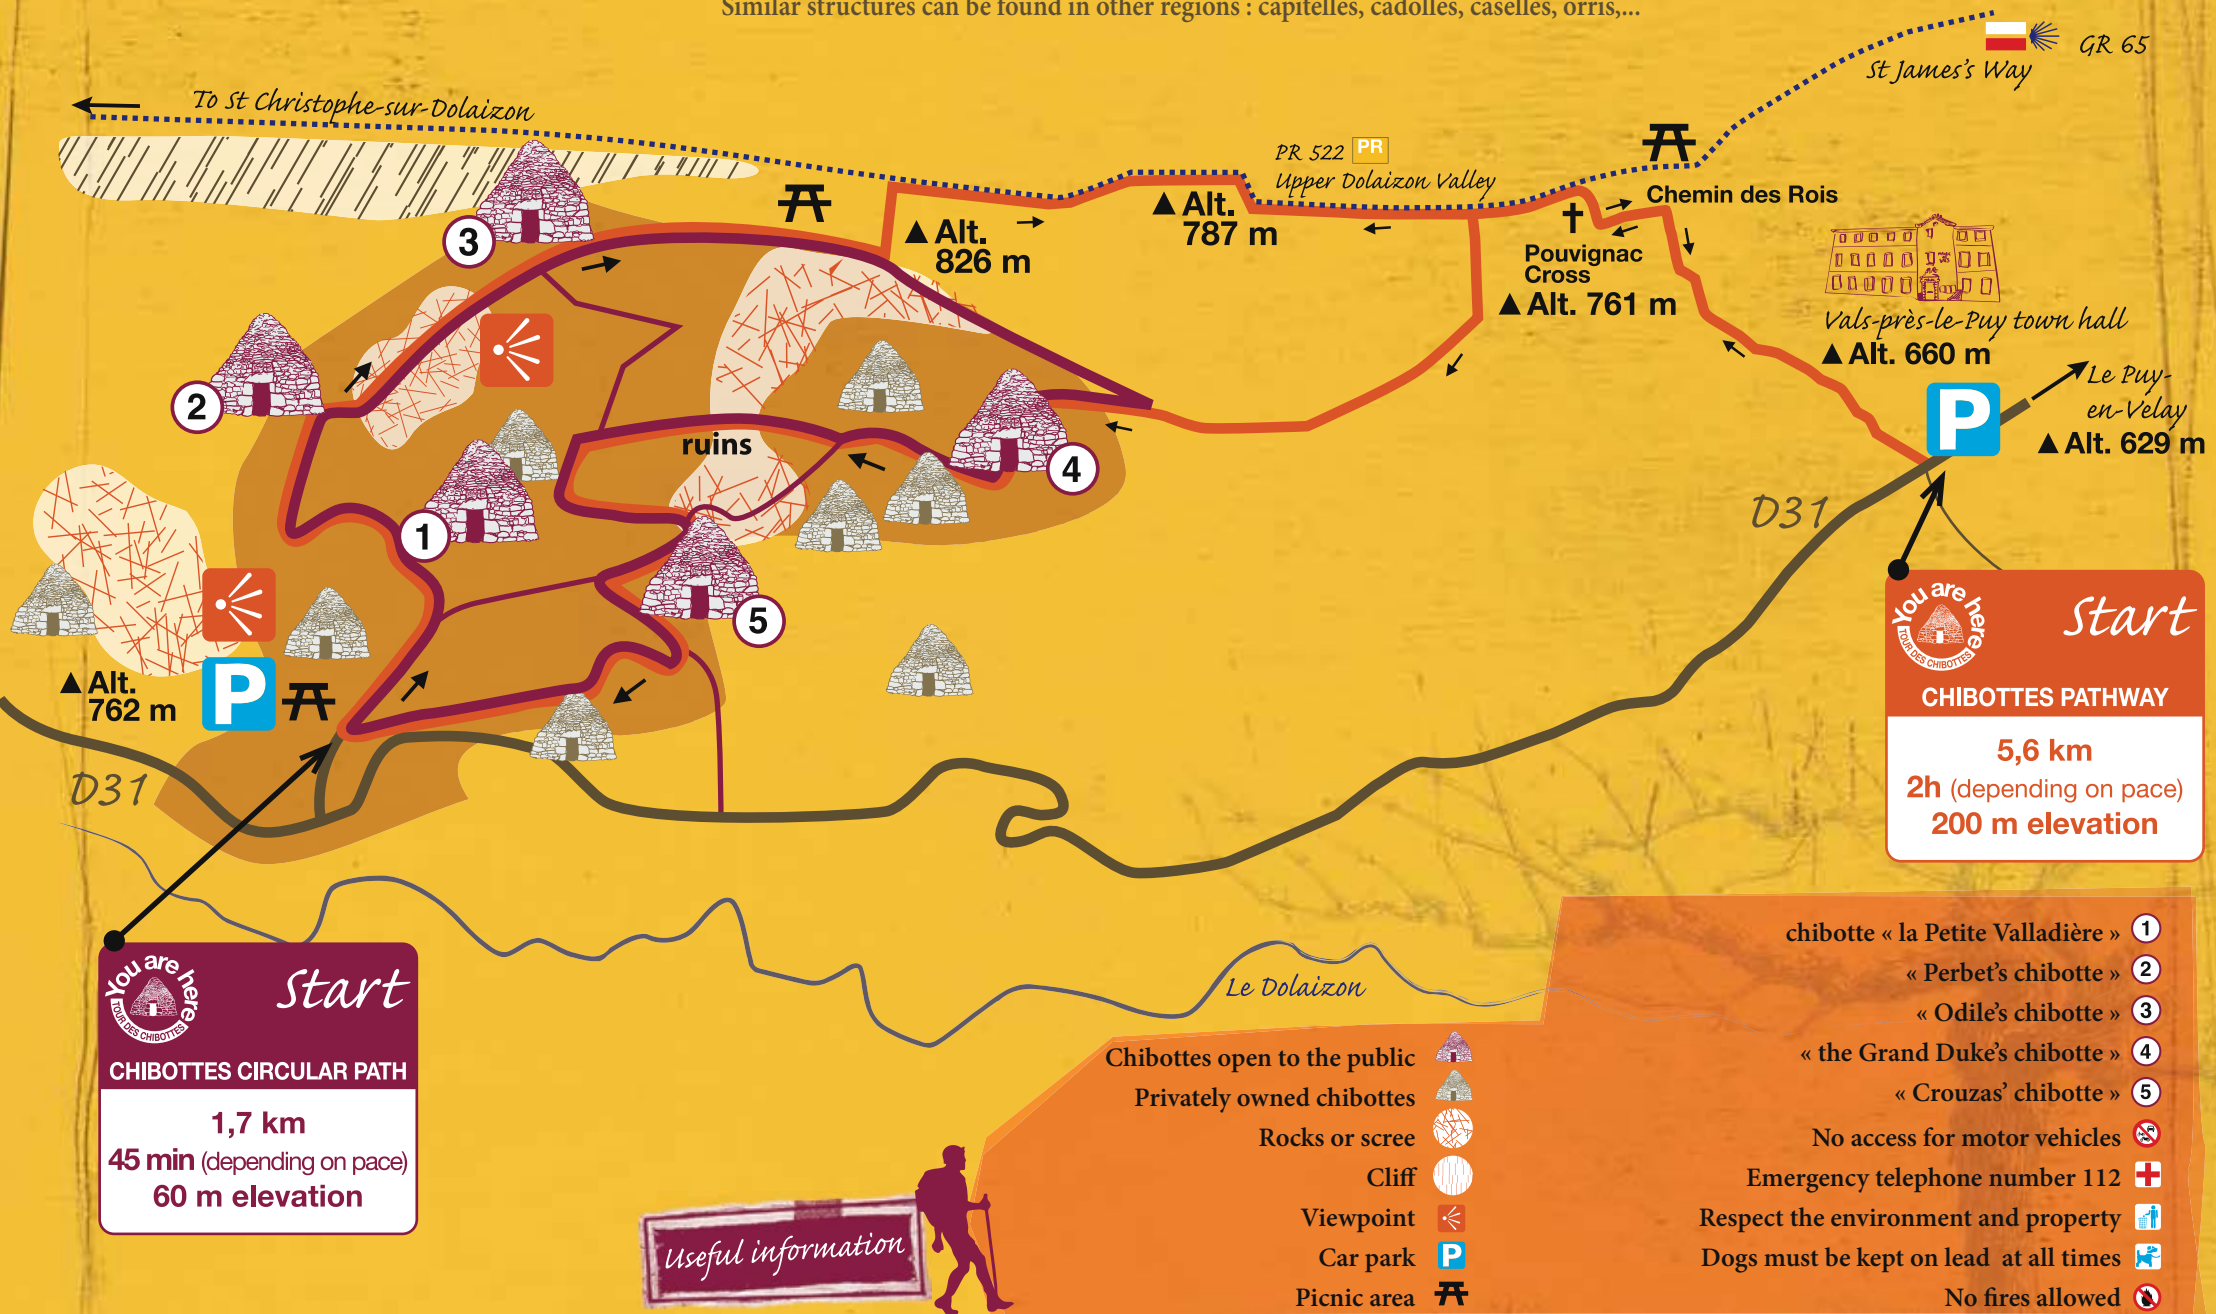 Similar structures can be found in other regions : capitelles, cadolles, caselles, orris,...
GR 65
St James's Way
To St Christophe-sur-Dolaizon
PR 522 PR
Upper Dolaizon Valley
Chemin des Rois
3
Alt.
826 m
Alt.
787 m
Pouvignac
Cross
Alt. 761 m
Vals-près-le-Puy town hall
Alt. 660 m
Le Puy-
en-Velay
Alt. 629 m
P
2
ruins
4
1
5
D31
Alt.
762 m
P
D31
You are here
TOUR DES CHIBOTTES
Start
CHIBOTTES PATHWAY
5,6 km
2h (depending on pace)
200 m elevation
You are here
TOUR DES CHIBOTTES
Start
CHIBOTTES CIRCULAR PATH
1,7 km
45 min (depending on pace)
60 m elevation
Le Dolaizon
Useful information
Chibottes open to the public
Privately owned chibottes
Rocks or scree
Cliff
Viewpoint
Car park P
Picnic area
chibotte « la Petite Valladière » 1
« Perbet's chibotte » 2
« Odile's chibotte » 3
« the Grand Duke's chibotte » 4
« Crouzas' chibotte » 5
No access for motor vehicles
Emergency telephone number 112
Respect the environment and property
Dogs must be kept on lead at all times
No fires allowed